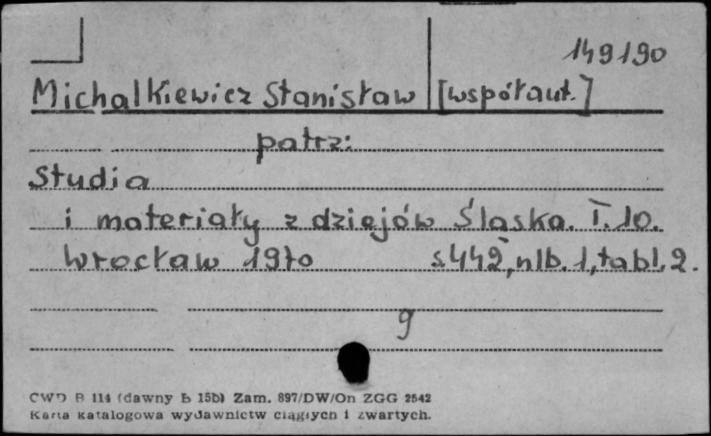 149190
Michalkiewicz Stanisław [współaut.]
patrz:
Studia
i materiały z dziejów Śląska. T. 10.
Wrocław 1970 s 442, nlb. 1, tabl. 2.
g
CWD B 114 (dawny b 15b) Zam. 897/DW/On ZGG 2542
Karta katalogowa wydawnictw ciągłych i zwartych.